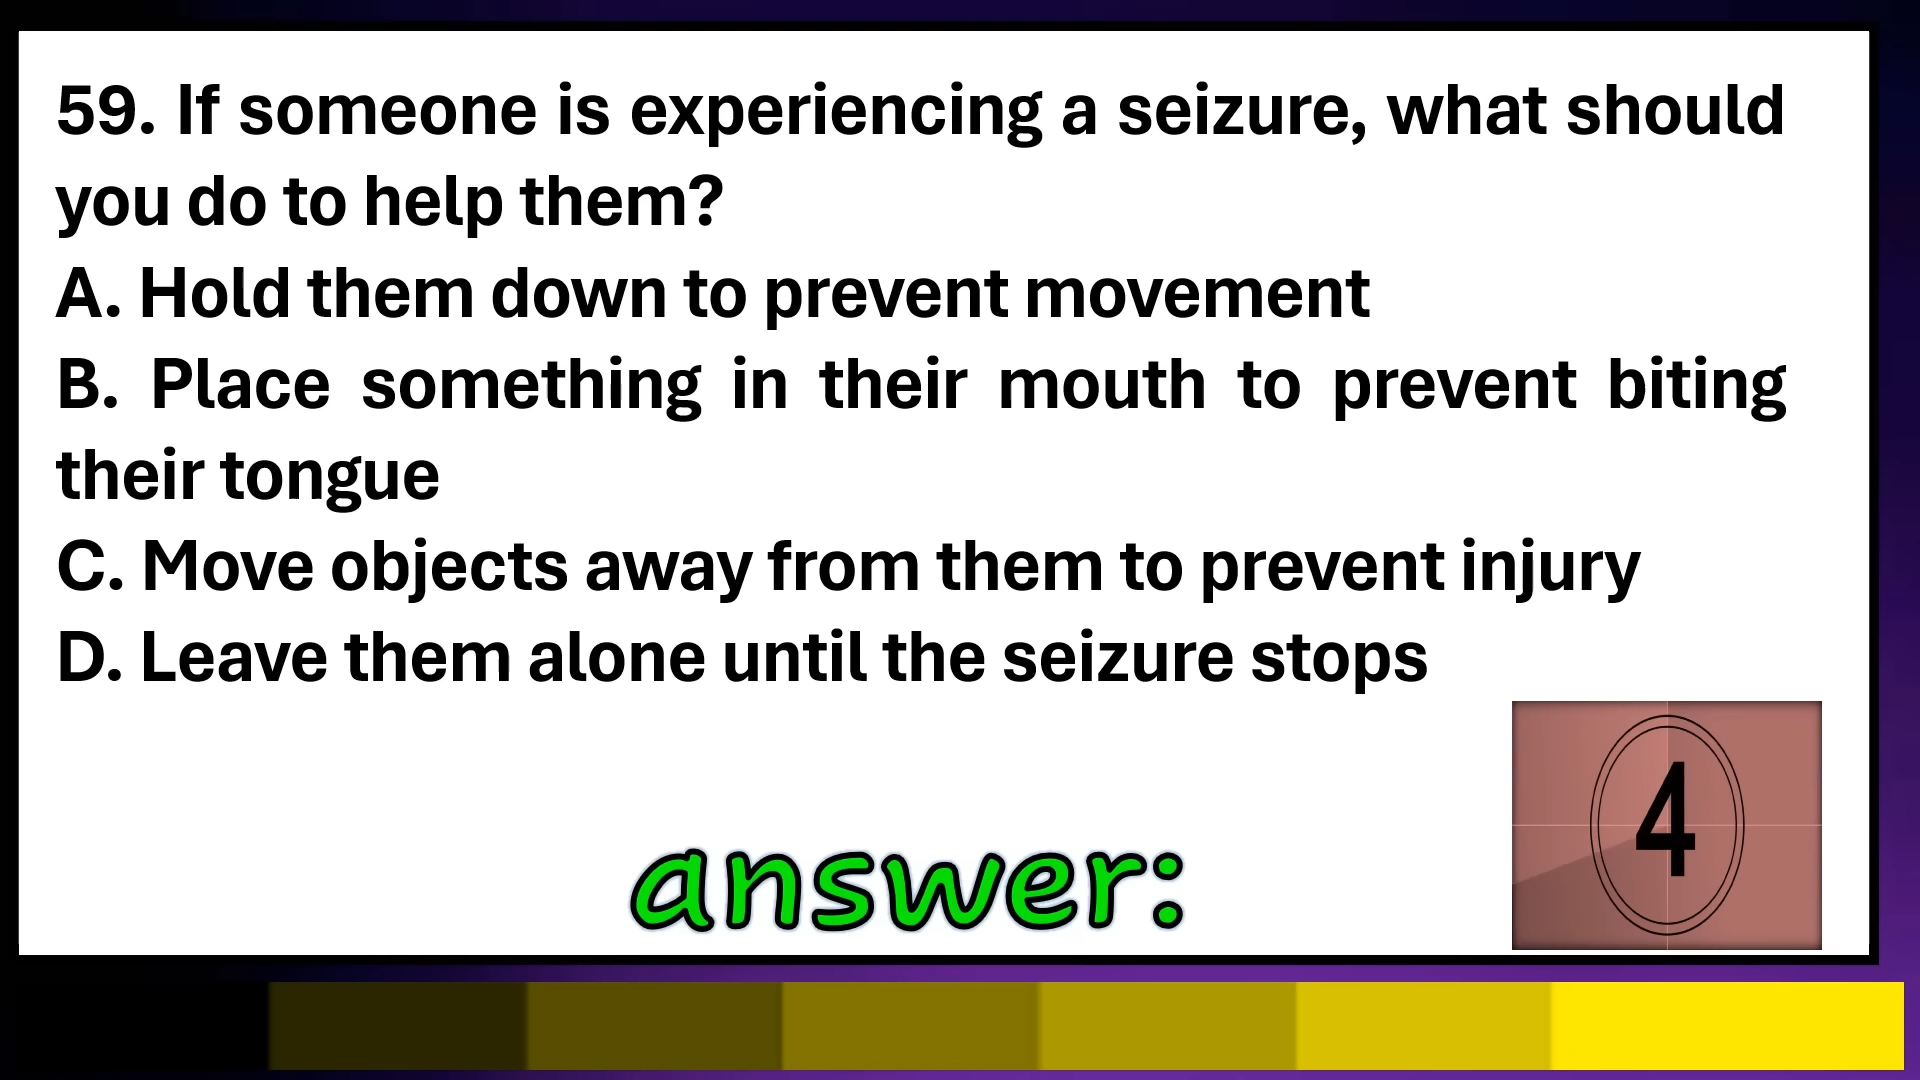 59. If someone is experiencing a seizure, what should
you do to help them?
A. Hold them down to prevent movement
B. Place something in their mouth to prevent biting
their tongue
C. Move objects away from them to prevent injury
D. Leave them alone until the seizure stops
4
answer: